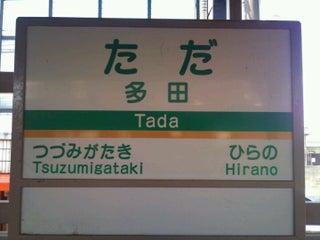 ただ
多田
Tada
つづみがたき ひらの
Tsuzumigataki Hirano